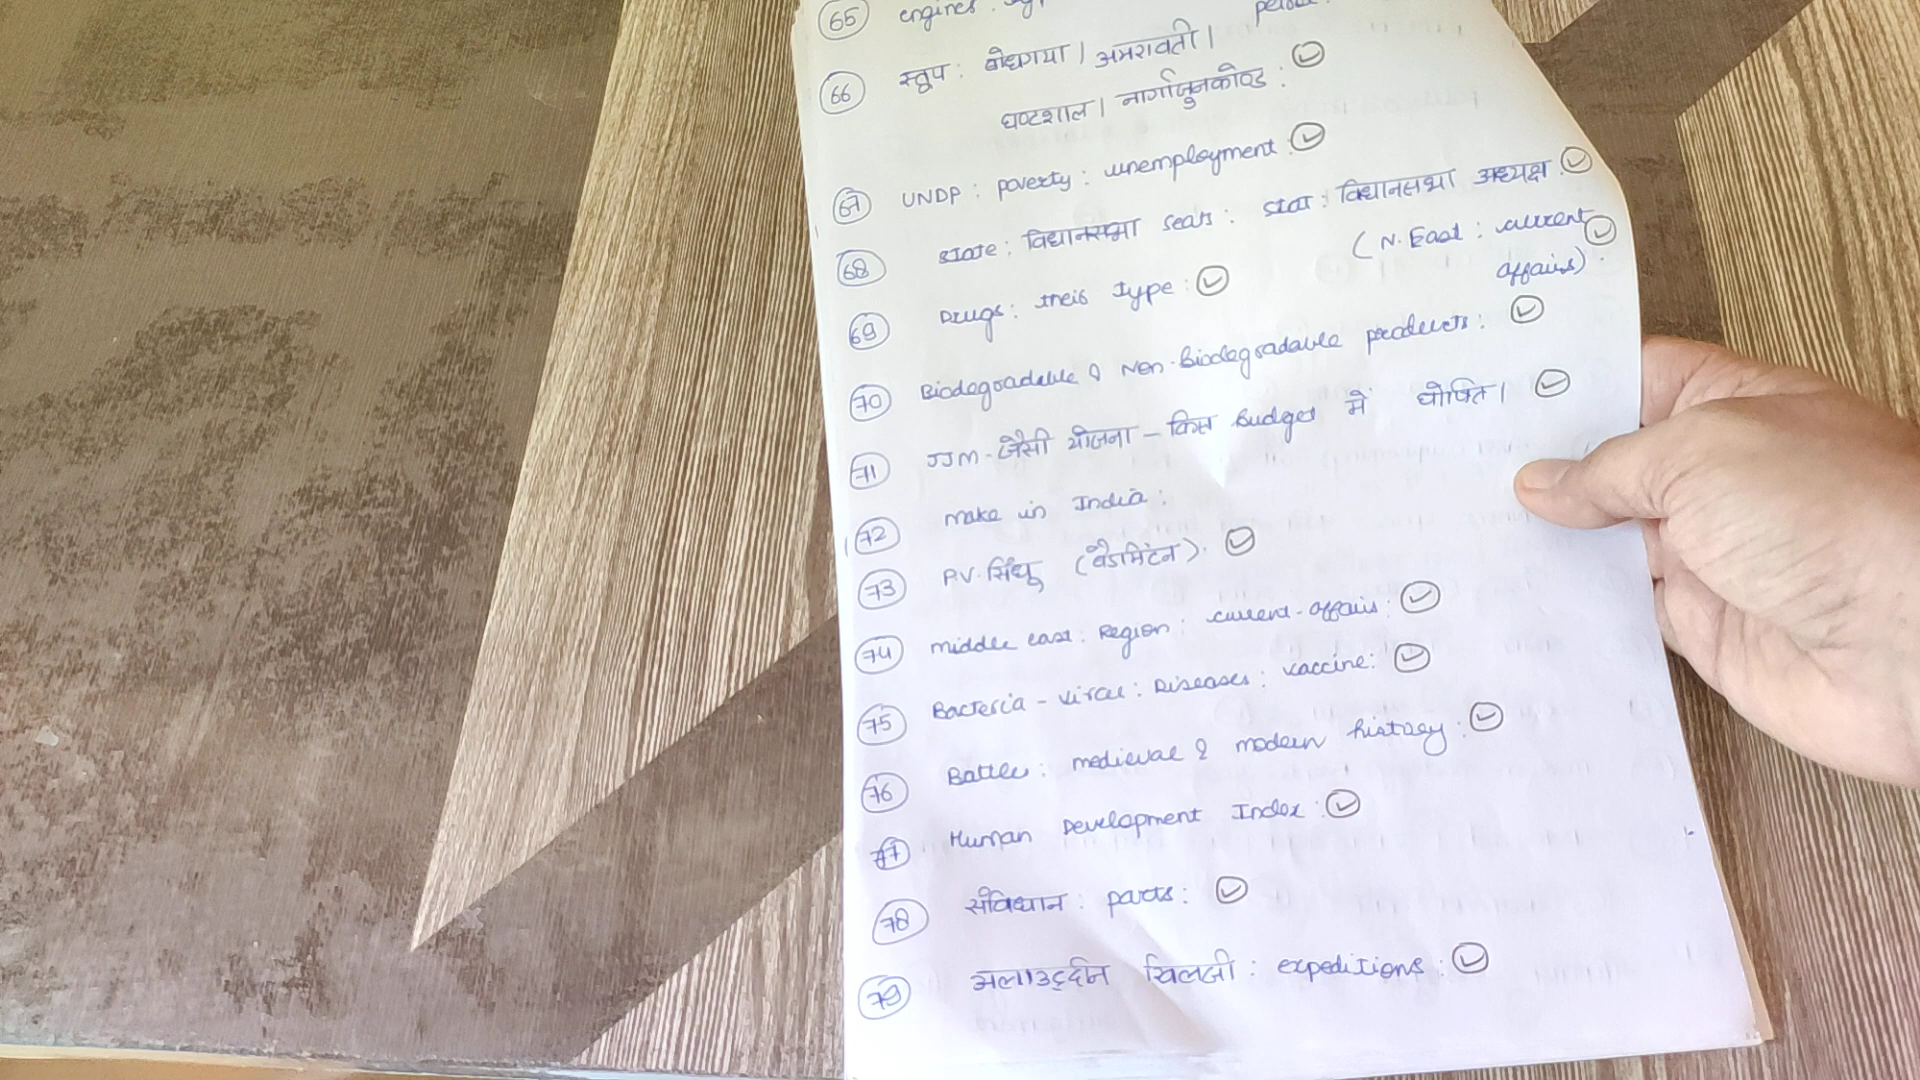 65 engines.
66 स्तूप: बोधगया। अमरावती।
घण्टशाल। नागार्जुनकोण्ड:
67 UNDP: poverty: unemployment:
68 State: विधानसभा seats: stat: विधानसभा अध्यक्ष.
(N. East: current affairs).
69 Drugs: their type:
70 Biodegradable & Non-Biodegradable products:
71 JJM-जैसी योजना - किस Budget में घोषित।
72 make in India:
73 P.V. सिंधू (बैडमिंटन).
74 middle east: Region: current-affairs:
75 Bacteria - viral: Diseases: vaccine:
76 Battles: medieval & modern history:
77 Human Development Index:
78 संविधान: parts:
79 अलाउद्दीन खिलजी: expeditions: